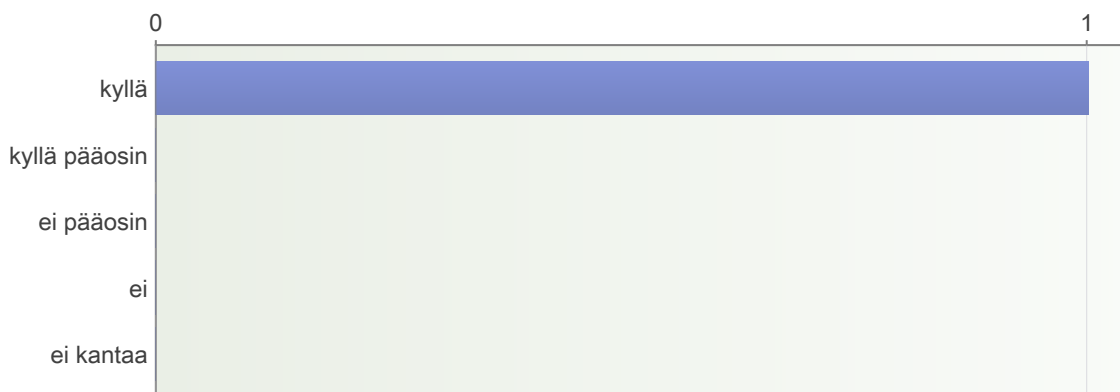 0 1
kyllä
kyllä pääosin
ei pääosin
ei
ei kantaa